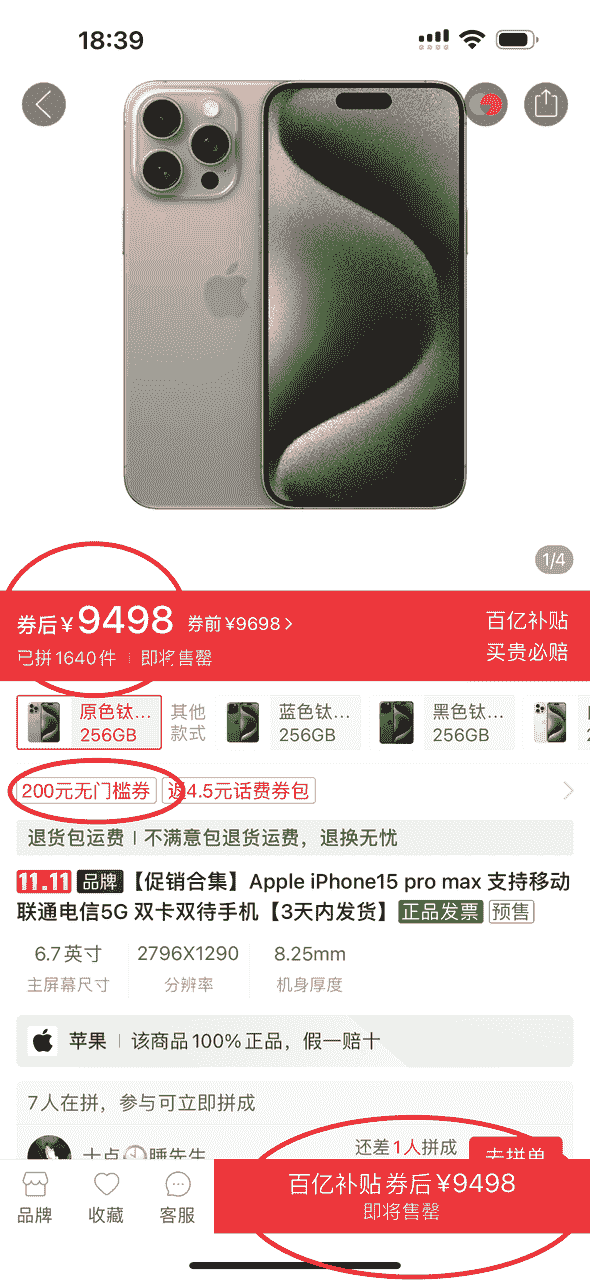 18:39
1/4
券后¥9498 券前¥9698
百亿补贴
已拼1640件 即将售罄
买贵必赔
原色钛... 256GB
其他款式
蓝色钛... 256GB
黑色钛... 256GB
200元无门槛券 返4.5元话费券包
退货包运费 | 不满意包退货运费，退换无忧
11.11 品牌【促销合集】Apple iPhone15 pro max 支持移动
联通电信5G 双卡双待手机【3天内发货】正品发票 预售
6.7英寸 2796X1290 8.25mm
主屏幕尺寸 分辨率 机身厚度
苹果 | 该商品100%正品，假一赔十
7人在拼，参与可立即拼成
还差1人拼成
去拼单
百亿补贴 券后¥9498
即将售罄
品牌 收藏 客服